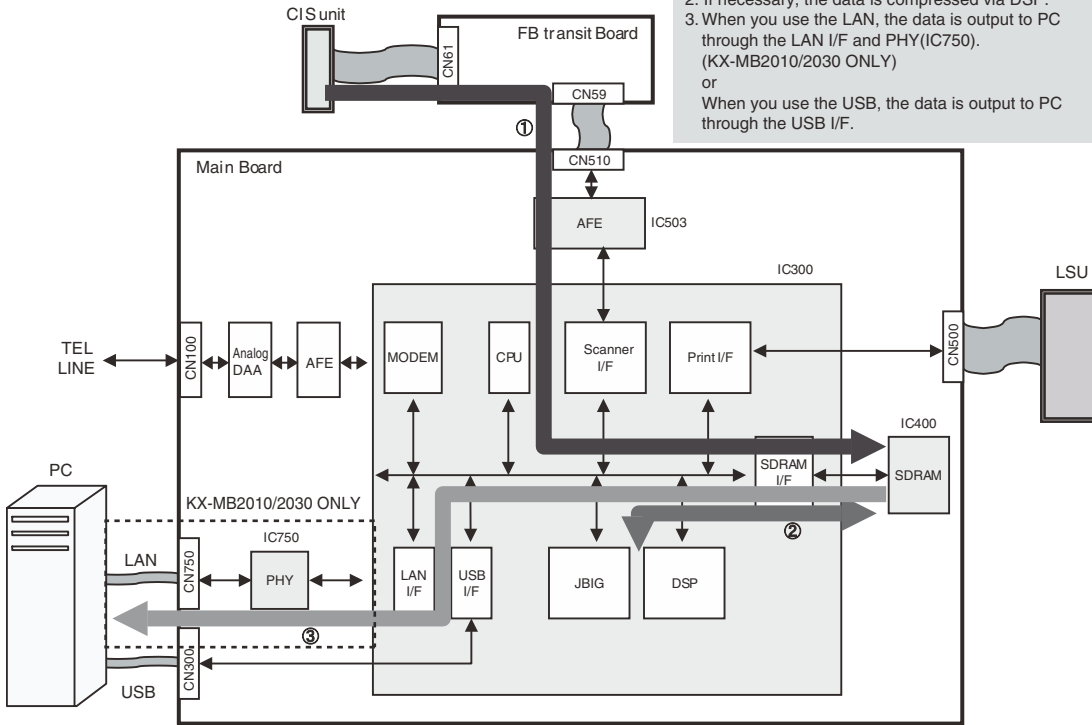 2. If necessary, the data is compressed via DSP.
3. When you use the LAN, the data is output to PC
through the LAN I/F and PHY(IC750).
(KX-MB2010/2030 ONLY)
or
When you use the USB, the data is output to PC
through the USB I/F.
CIS unit
CN61
FB transit Board
CN59
①
CN510
Main Board
AFE
IC503
IC300
LSU
TEL
LINE
CN100
Analog
DAA
AFE
MODEM
CPU
Scanner
I/F
Print I/F
CN500
IC400
SDRAM
I/F
SDRAM
②
PC
KX-MB2010/2030 ONLY
IC750
LAN
CN750
PHY
LAN
I/F
USB
I/F
JBIG
DSP
③
USB
CN300